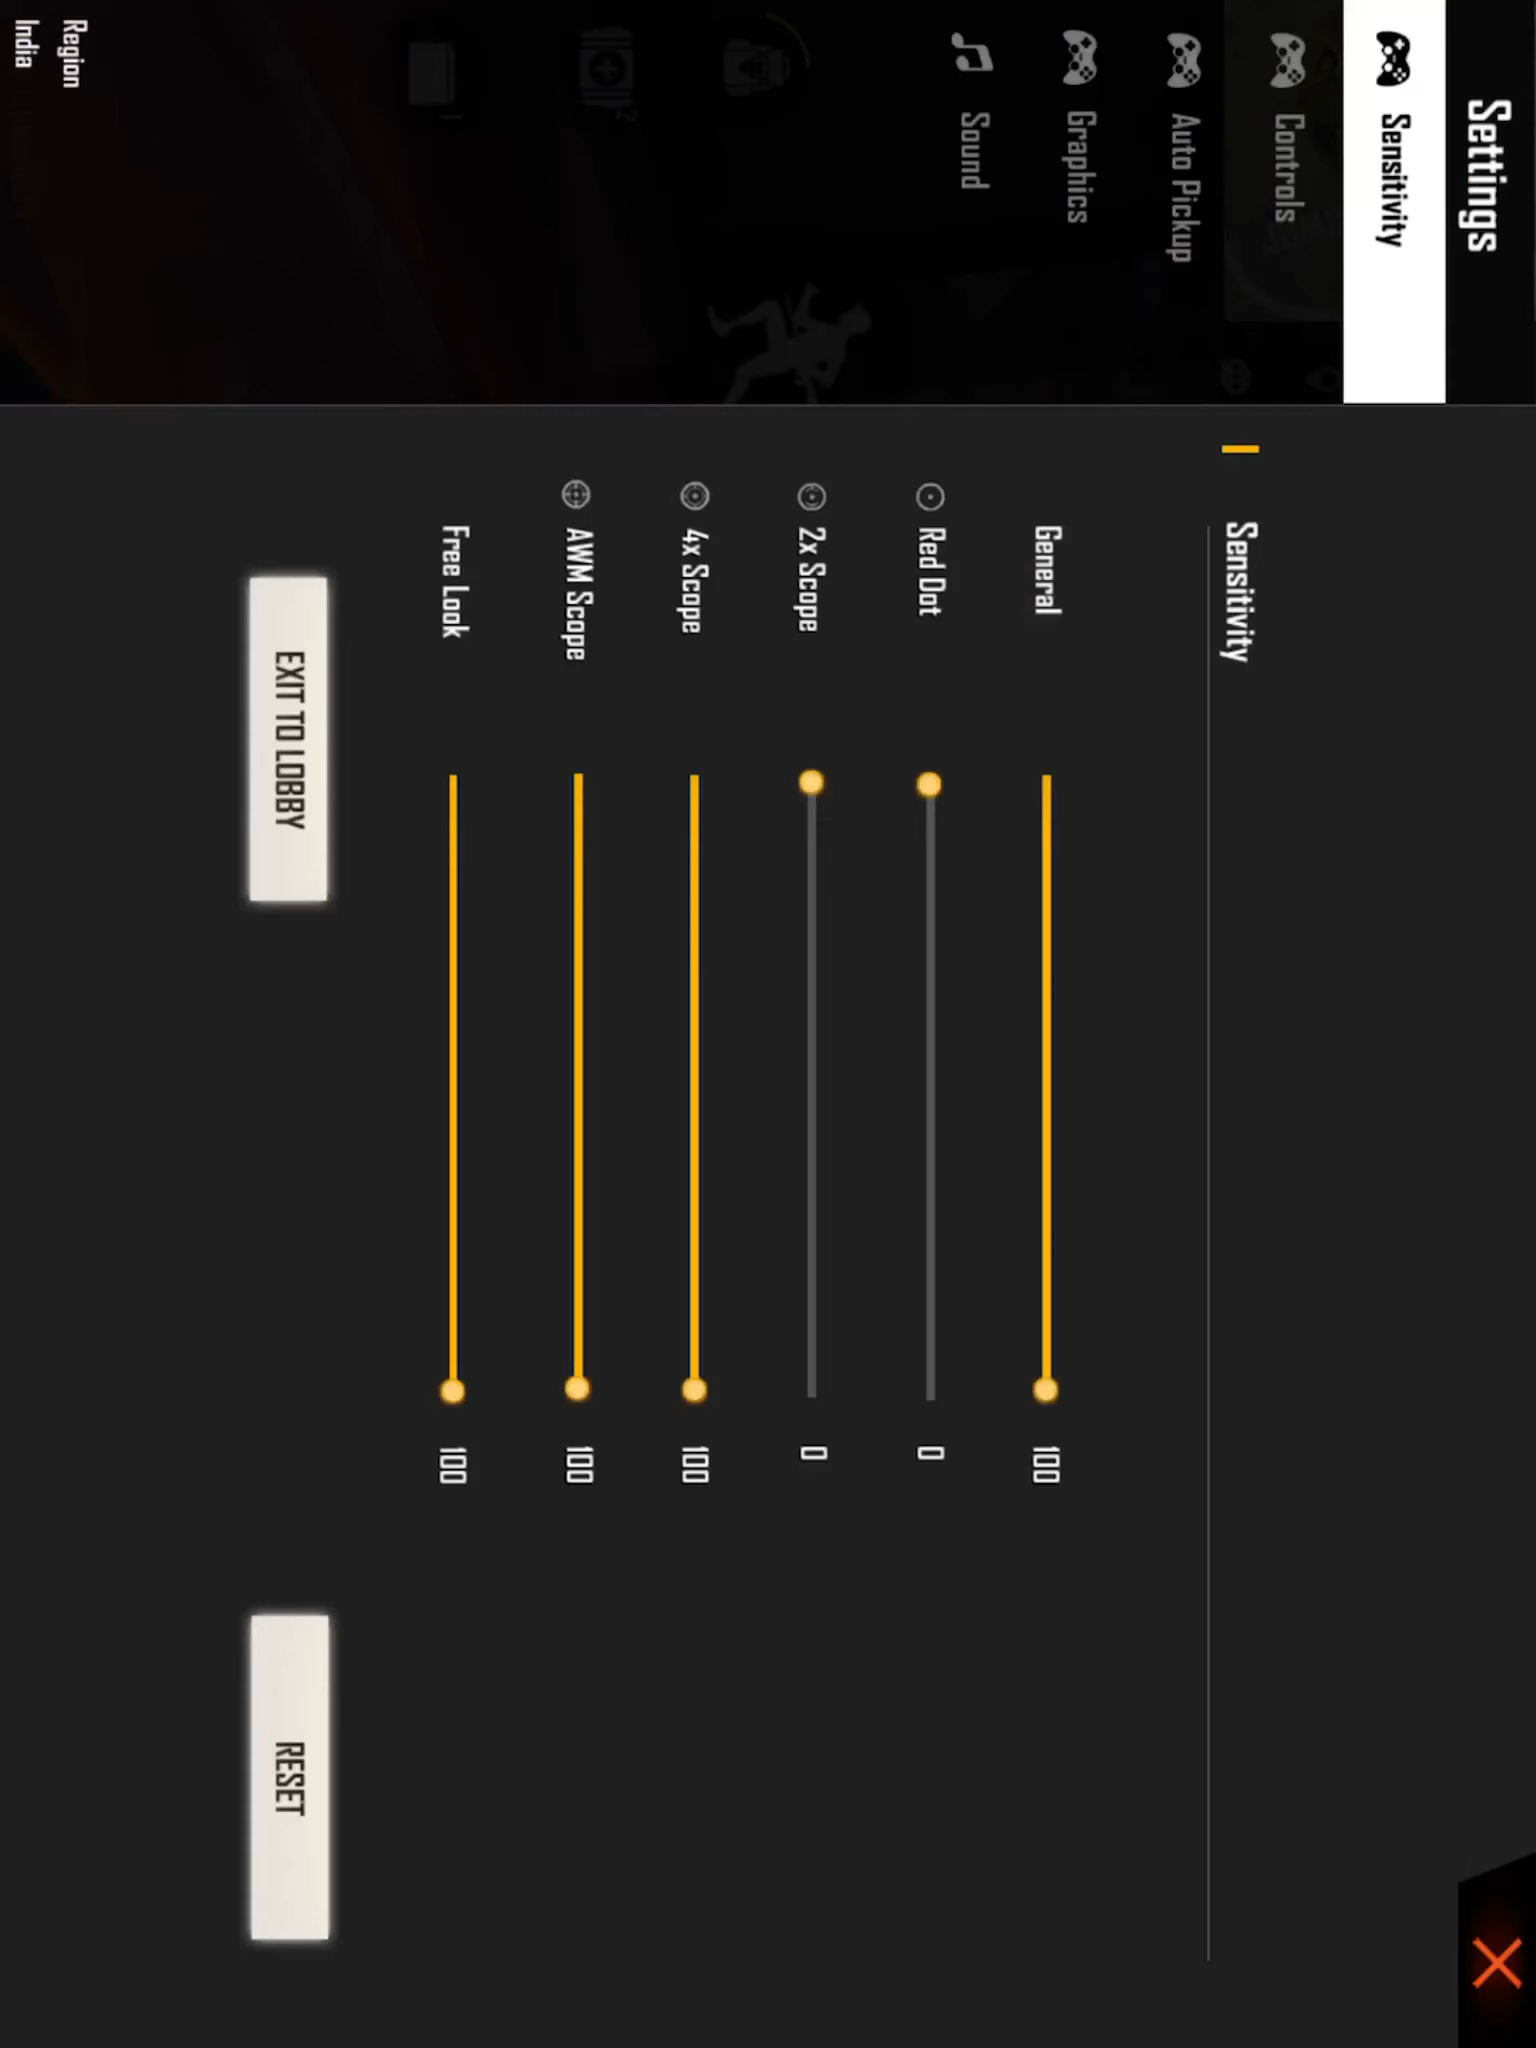 Settings
Sensitivity
Controls
Auto Pickup
Graphics
Sound
Region
India
Sensitivity
General 100
Red Dot 0
2x Scope 0
4x Scope 100
AWM Scope 100
Free Look 100
EXIT TO LOBBY
RESET